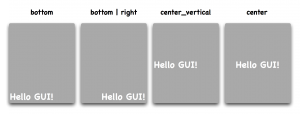 bottom
bottom | right
center_vertical
center
Hello GUI!
Hello GUI!
Hello GUI!
Hello GUI!